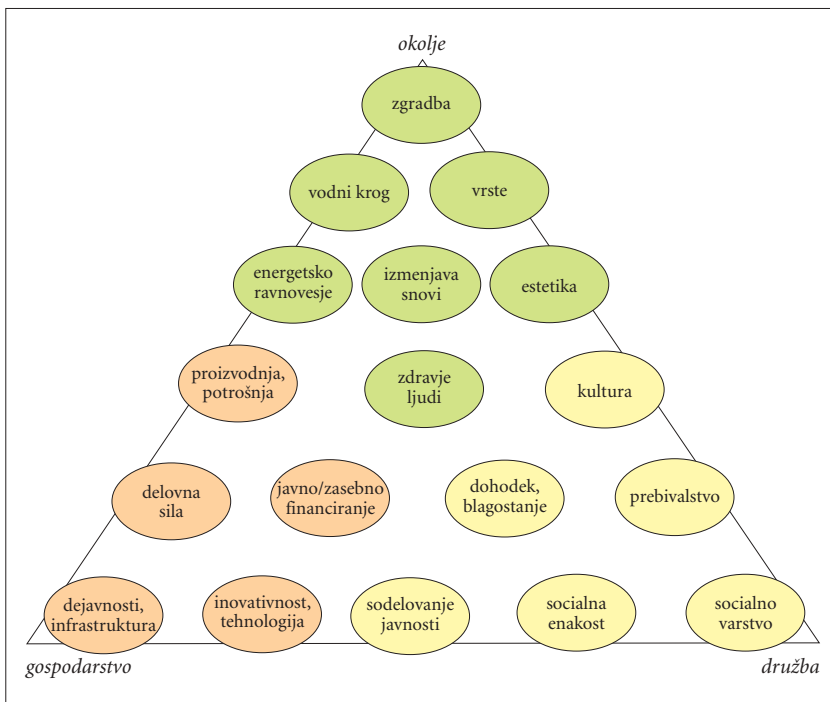 okolje
zgradba
vodni krog
vrste
energetsko
ravnovesje
izmenjava
snovi
estetika
proizvodnja,
potrošnja
zdravje
ljudi
kultura
delovna
sila
javno/zasebno
financiranje
dohodek,
blagostanje
prebivalstvo
dejavnosti,
infrastruktura
inovativnost,
tehnologija
sodelovanje
javnosti
socialna
enakost
socialno
varstvo
gospodarstvo
družba